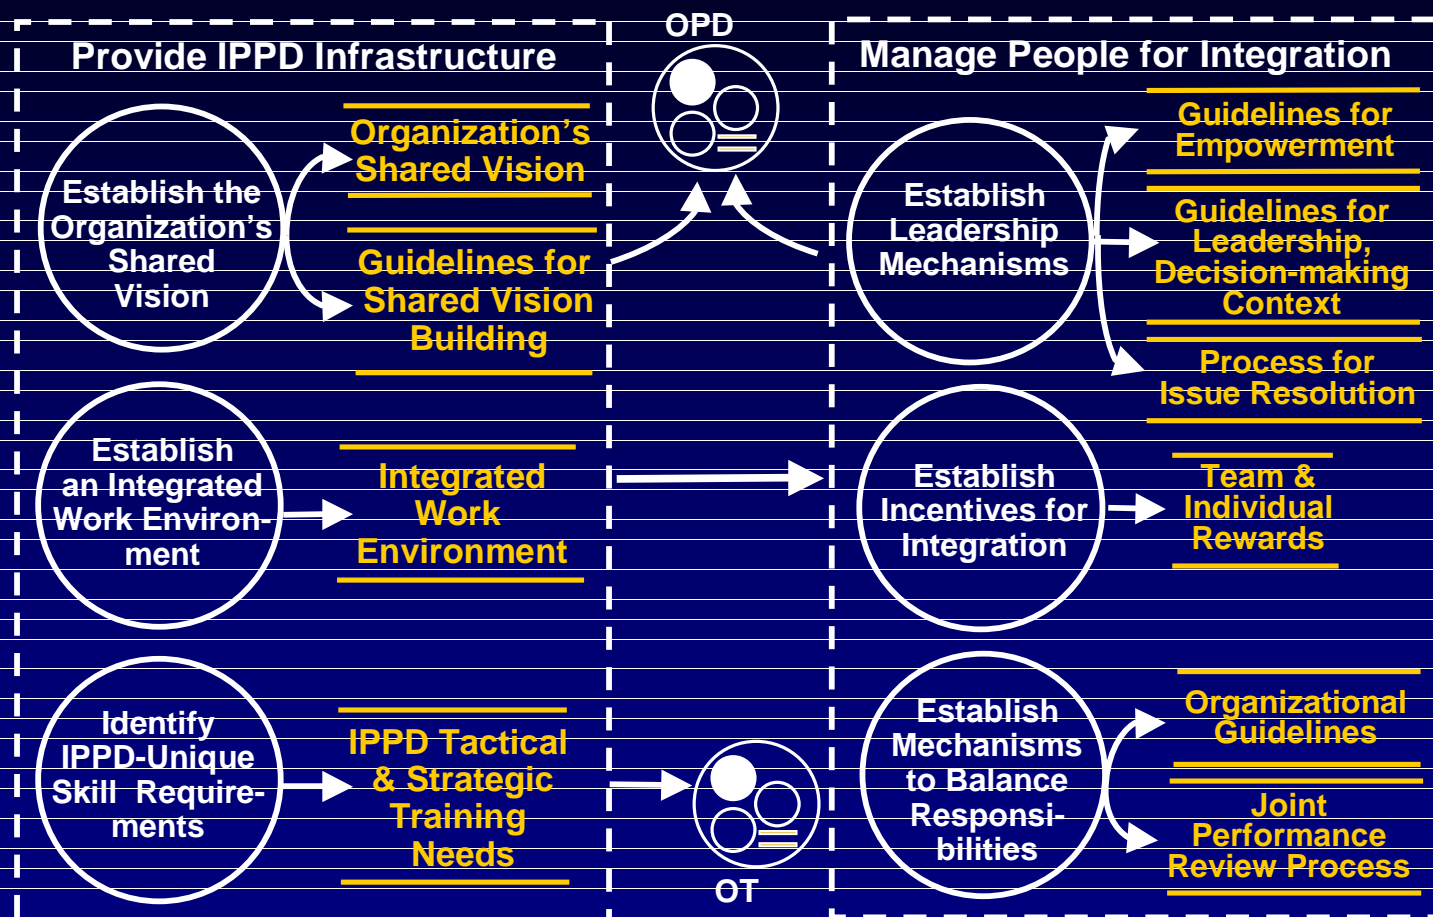 OPD
Provide IPPD Infrastructure
Establish the
Organization's
Shared
Vision
Organization's
Shared Vision
Guidelines for
Shared Vision
Building
Establish
an Integrated
Work Environ-
ment
Integrated
Work
Environment
Identify
IPPD-Unique
Skill Require-
ments
IPPD Tactical
& Strategic
Training
Needs
OT
Manage People for Integration
Establish
Leadership
Mechanisms
Guidelines for
Empowerment
Guidelines for
Leadership,
Decision-making
Context
Process for
Issue Resolution
Establish
Incentives for
Integration
Team &
Individual
Rewards
Establish
Mechanisms
to Balance
Responsi-
bilities
Organizational
Guidelines
Joint
Performance
Review Process